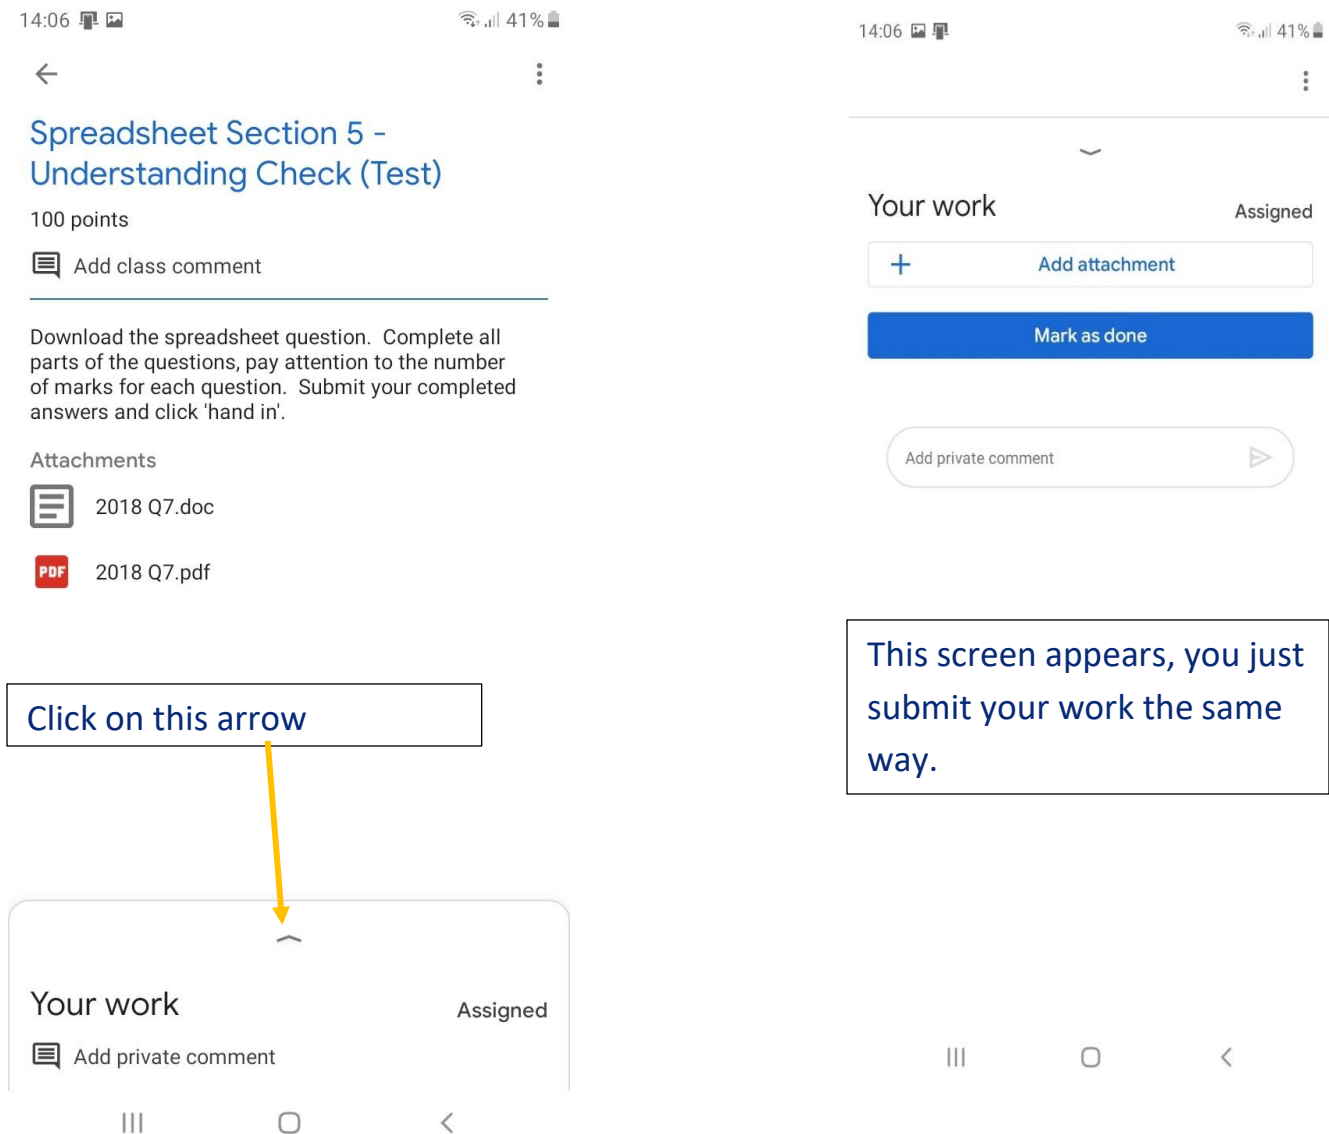 14:06
41%
Spreadsheet Section 5 -
Understanding Check (Test)
100 points
Add class comment
Download the spreadsheet question.  Complete all
parts of the questions, pay attention to the number
of marks for each question.  Submit your completed
answers and click 'hand in'.
Attachments
2018 Q7.doc
PDF 2018 Q7.pdf
Click on this arrow
Your work
Assigned
Add private comment
14:06
41%
Your work
Assigned
+ Add attachment
Mark as done
Add private comment
This screen appears, you just
submit your work the same
way.